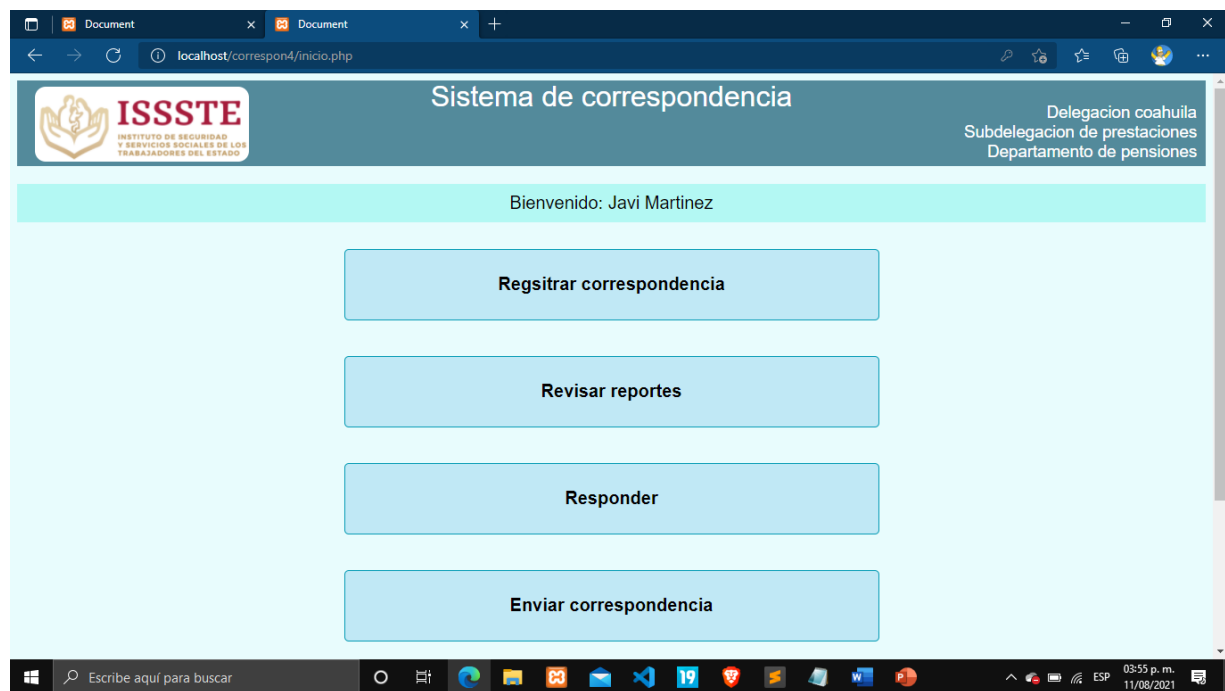 Document
Document
localhost/correspon4/inicio.php
ISSSTE
INSTITUTO DE SEGURIDAD
Y SERVICIOS SOCIALES DE LOS
TRABAJADORES DEL ESTADO
Sistema de correspondencia
Delegacion coahuila
Subdelegacion de prestaciones
Departamento de pensiones
Bienvenido: Javi Martinez
Regsitrar correspondencia
Revisar reportes
Responder
Enviar correspondencia
Escribe aquí para buscar
19
ESP
03:55 p. m.
11/08/2021